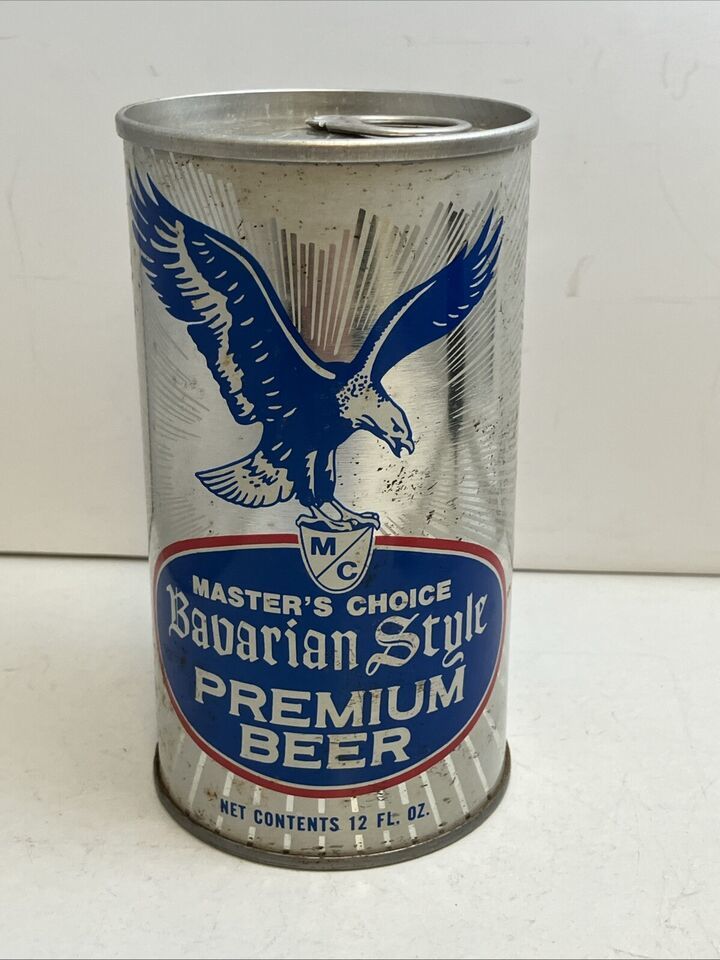 M
C
MASTER'S CHOICE
Bavarian Style
PREMIUM
BEER
NET CONTENTS 12 FL. OZ.